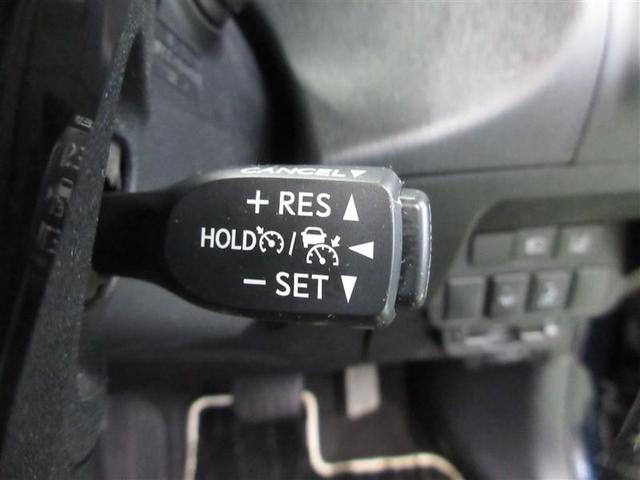 CANCEL▼
+ RES ▲
HOLD / ◀
− SET ▼